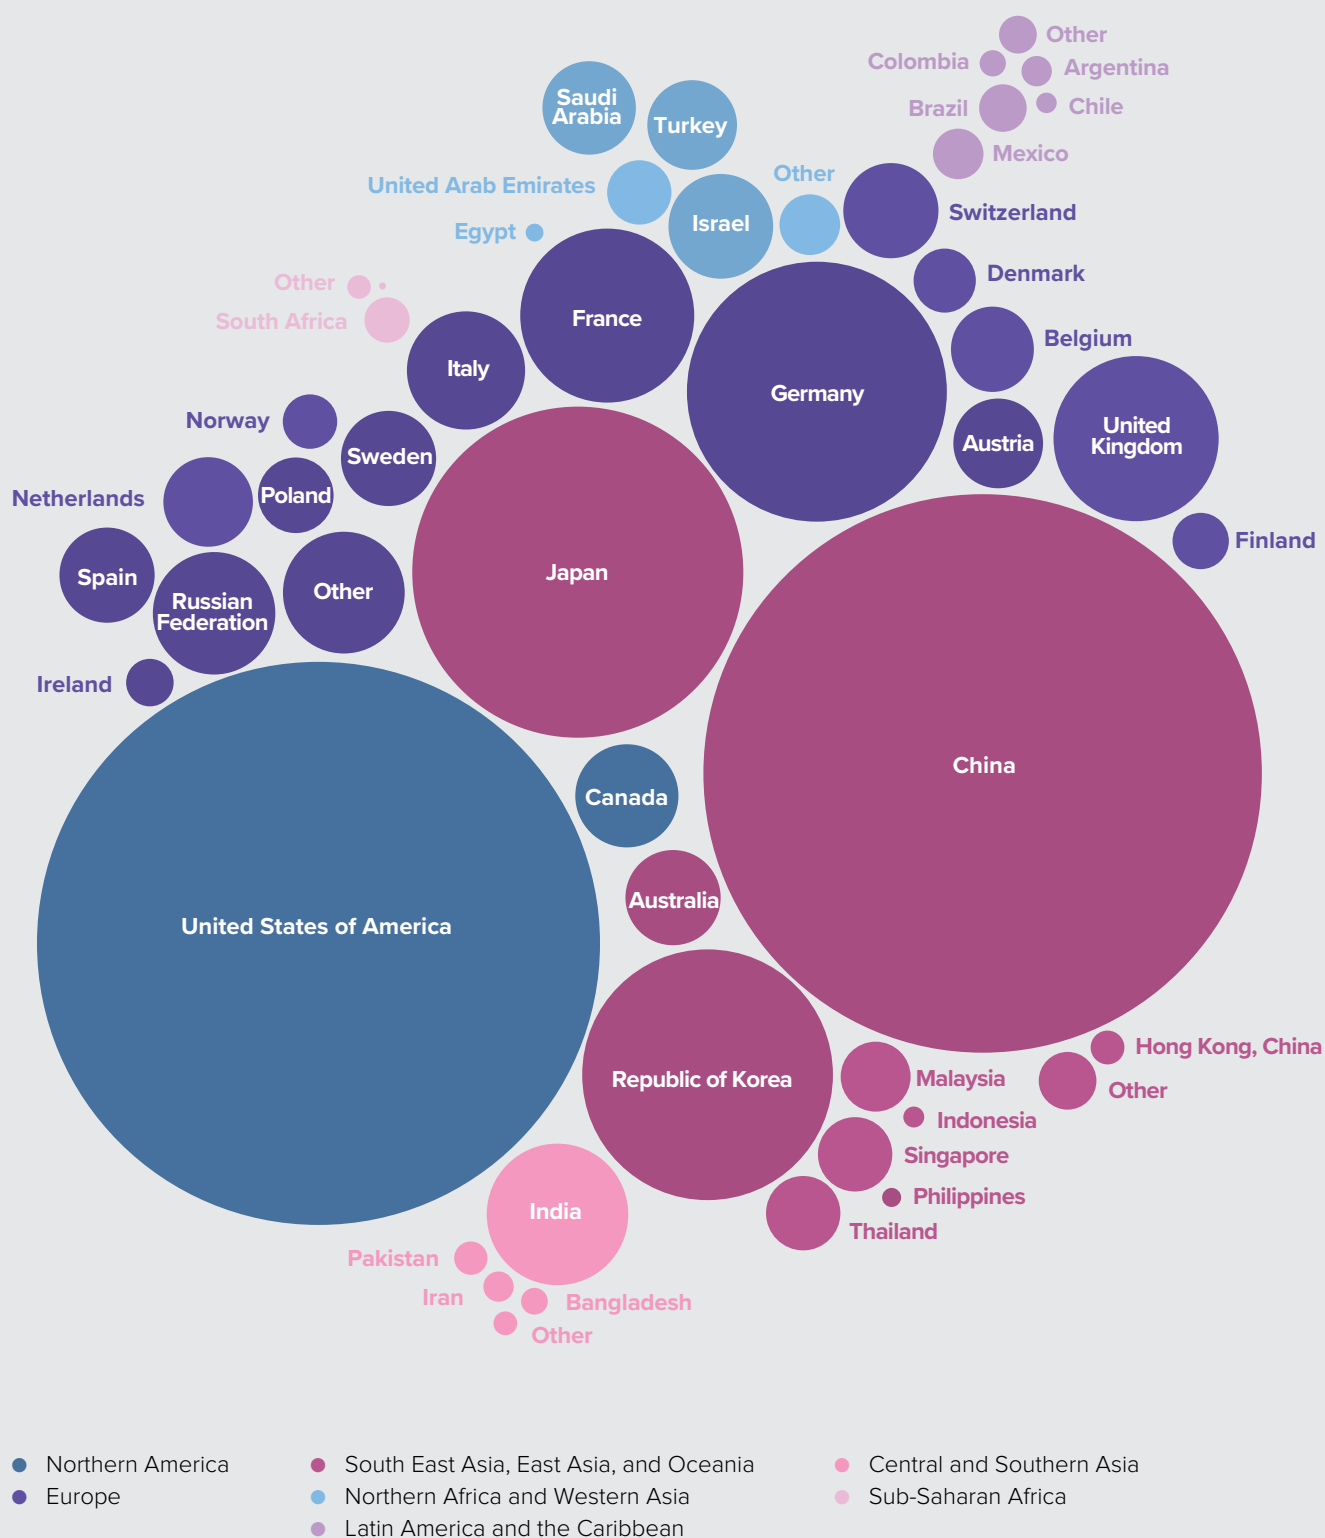 Other
Colombia
Argentina
Brazil
Chile
Mexico
Saudi
Arabia
Turkey
United Arab Emirates
Other
Egypt
Israel
Switzerland
Denmark
Other
South Africa
France
Belgium
Italy
Germany
Norway
Sweden
Austria
United
Kingdom
Netherlands
Poland
Finland
Spain
Japan
Russian
Federation
Other
Ireland
China
Canada
Australia
United States of America
Hong Kong, China
Republic of Korea
Malaysia
Other
Indonesia
Singapore
Philippines
India
Thailand
Pakistan
Iran
Bangladesh
Other
Northern America
South East Asia, East Asia, and Oceania
Central and Southern Asia
Europe
Northern Africa and Western Asia
Sub-Saharan Africa
Latin America and the Caribbean